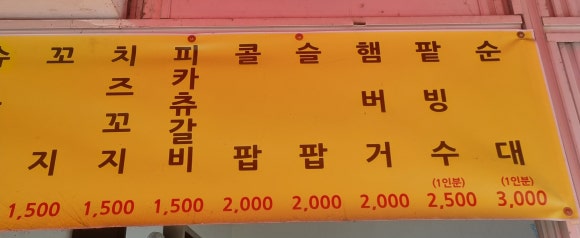 꼬지
1,500
치즈꼬지
1,500
피카츄갈비
1,500
콜팝
2,000
슬팝
2,000
햄버거
2,000
팥빙수
(1인분)
2,500
순대
(1인분)
3,000